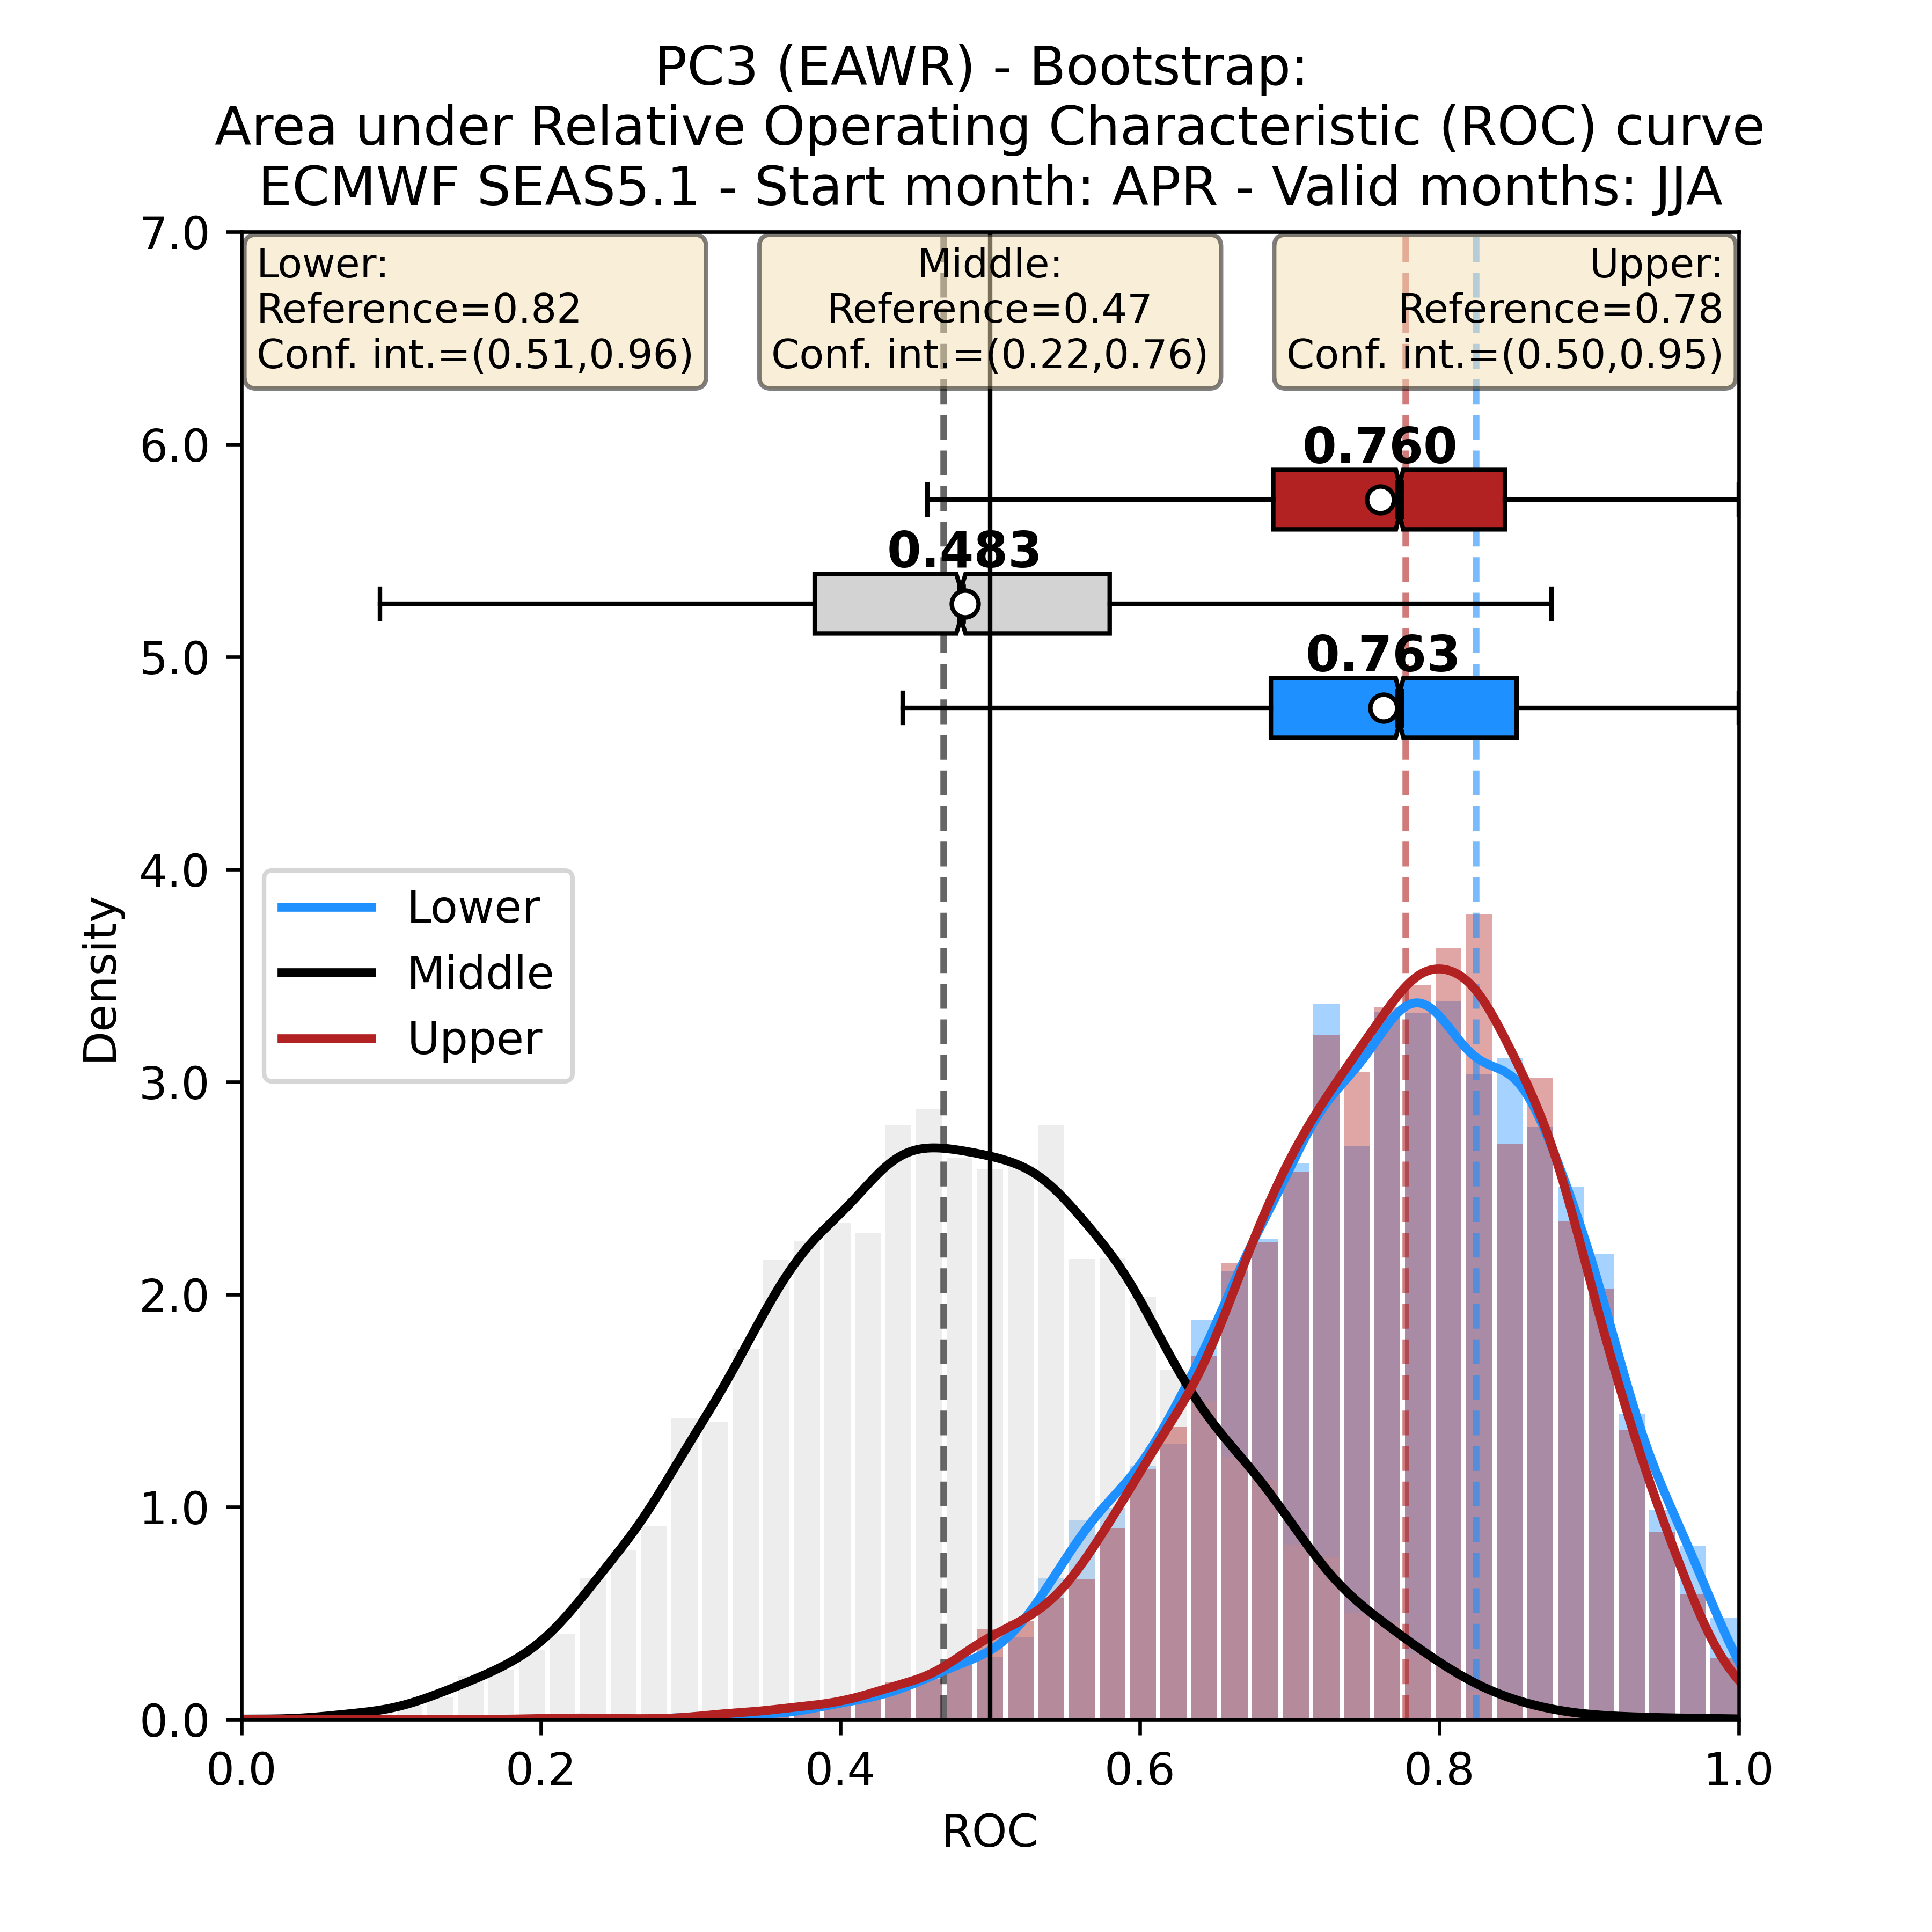 PC3 (EAWR) - Bootstrap:
Area under Relative Operating Characteristic (ROC) curve
ECMWF SEAS5.1 - Start month: APR - Valid months: JJA
Lower:
Reference=0.82
Conf. int.=(0.51,0.96)
Middle:
Reference=0.47
Conf. int.=(0.22,0.76)
Upper:
Reference=0.78
Conf. int.=(0.50,0.95)
0.760
0.483
0.763
Lower
Middle
Upper
Density
7.0
6.0
5.0
4.0
3.0
2.0
1.0
0.0
0.0 0.2 0.4 0.6 0.8 1.0
ROC